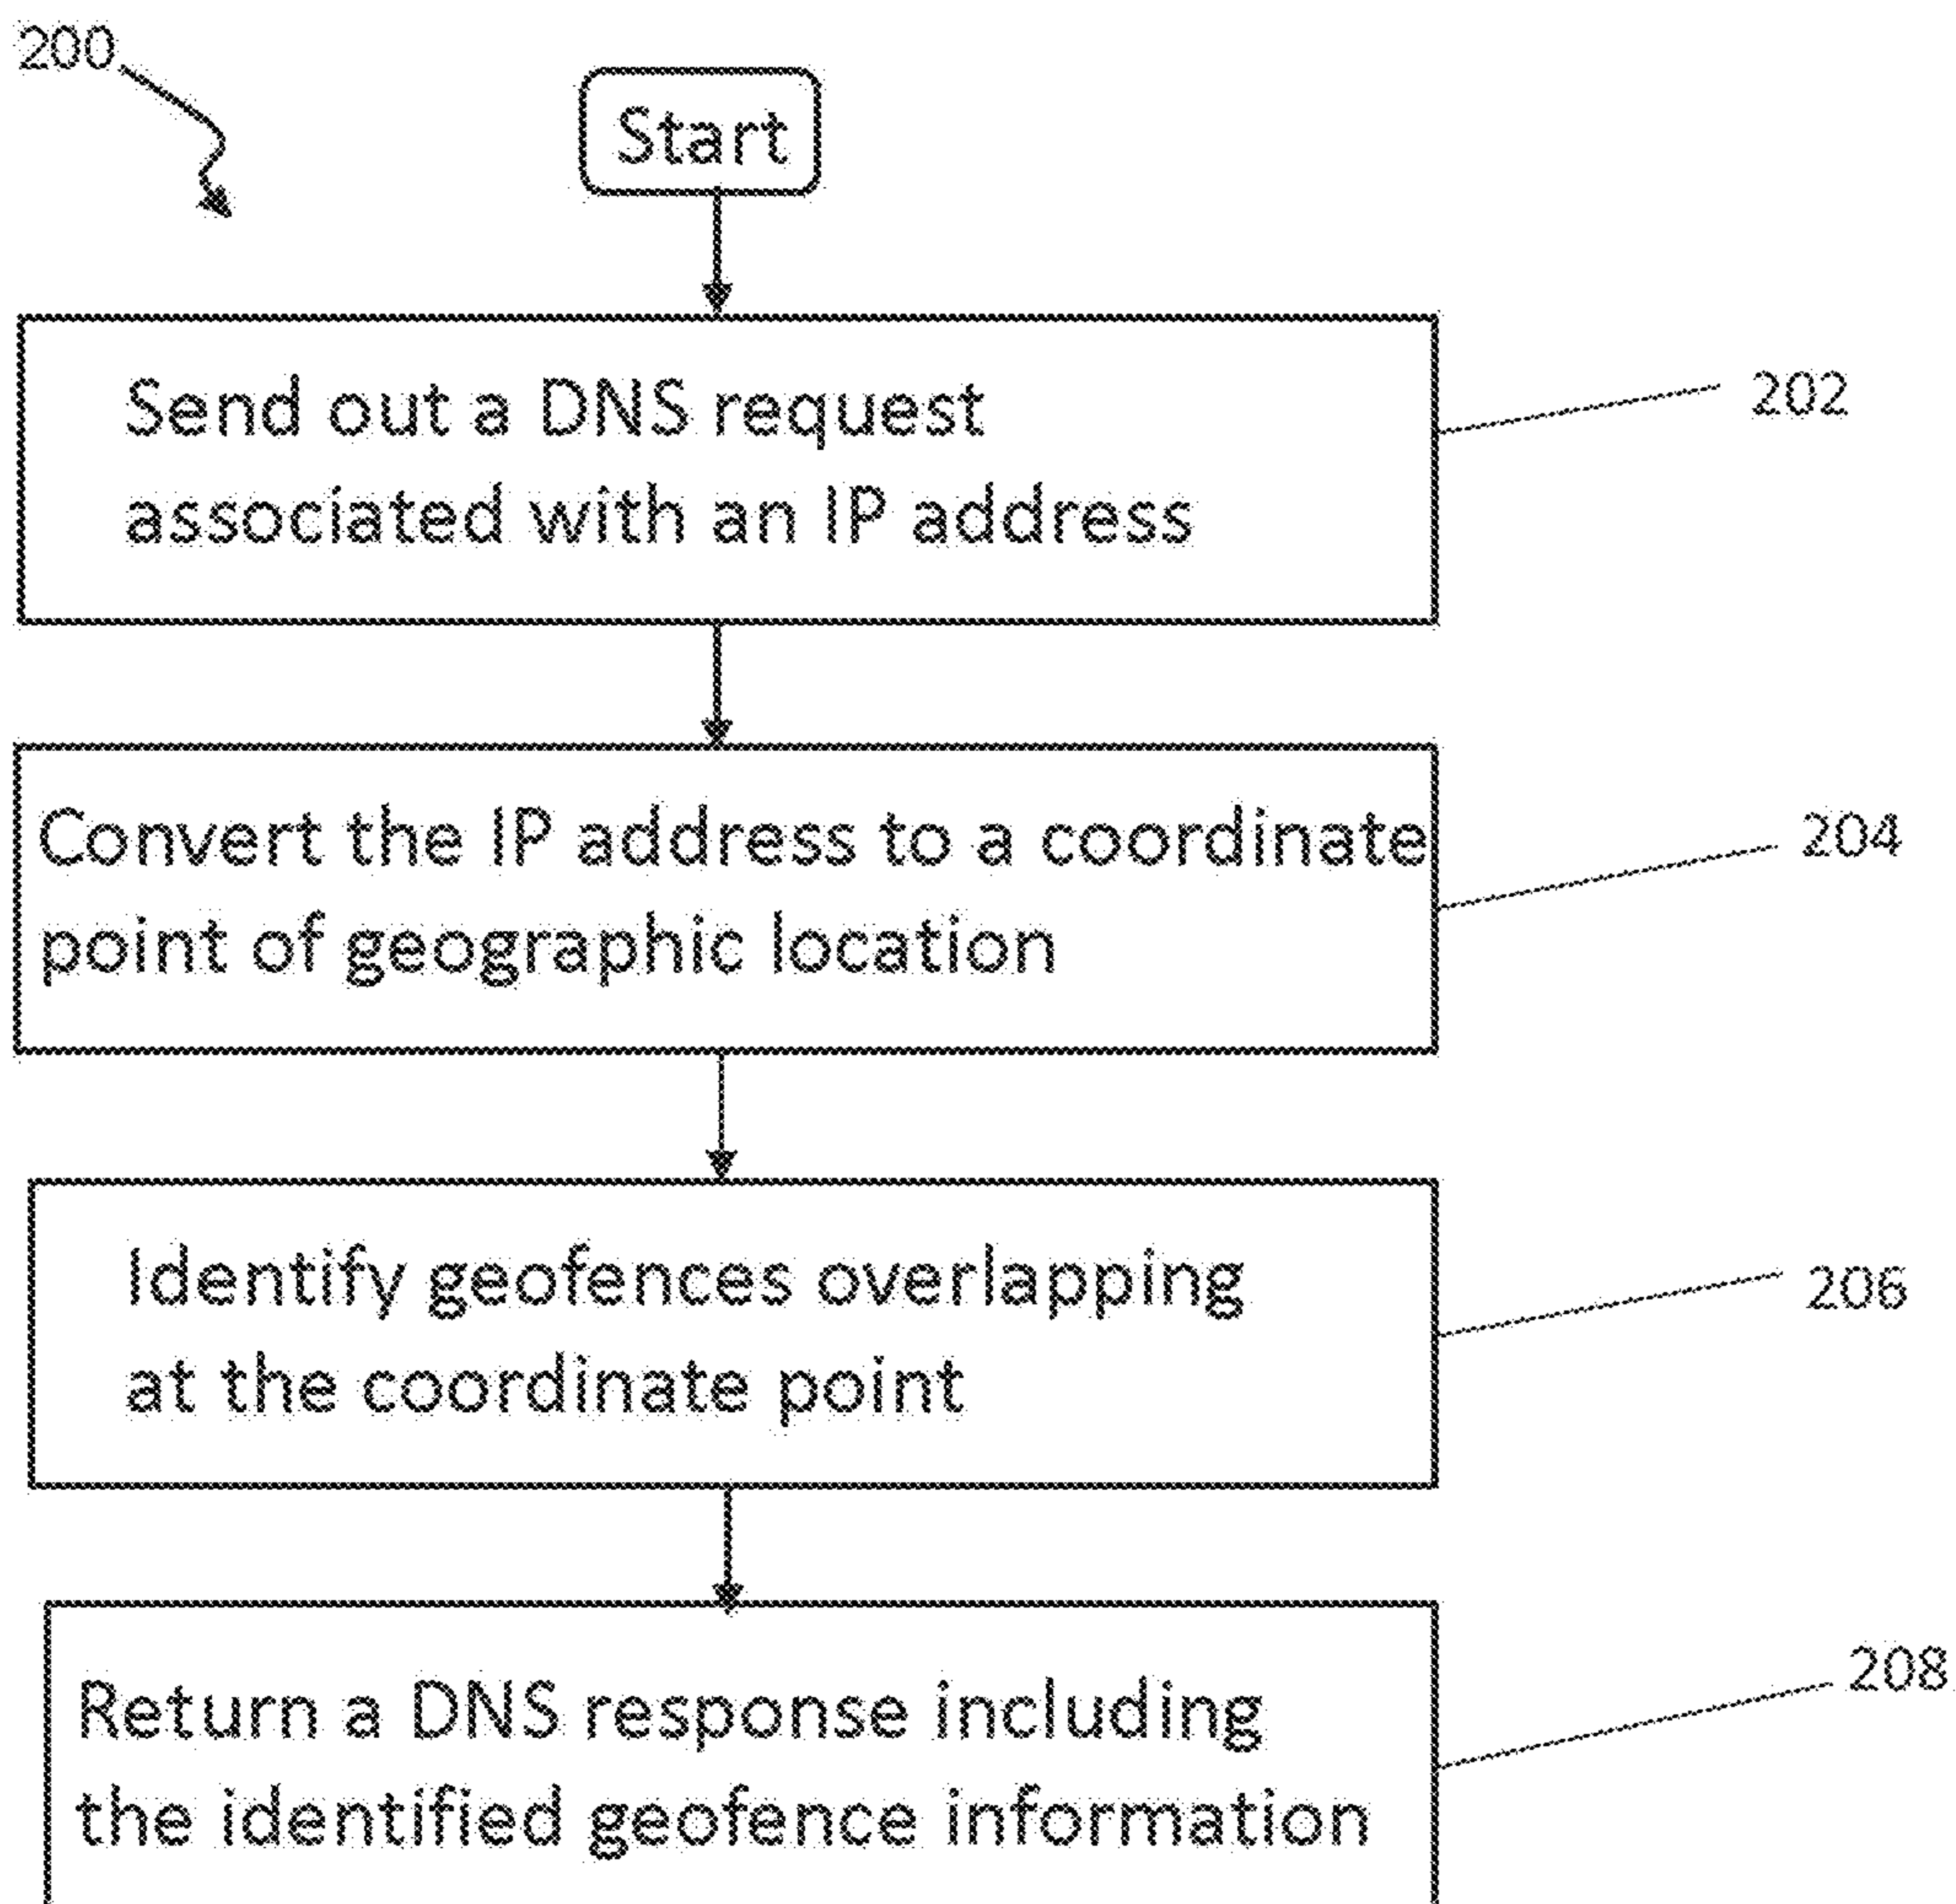 200
Start
Send out a DNS request
associated with an IP address
202
Convert the IP address to a coordinate
point of geographic location
204
Identify geofences overlapping
at the coordinate point
206
Return a DNS response including
the identified geofence information
208